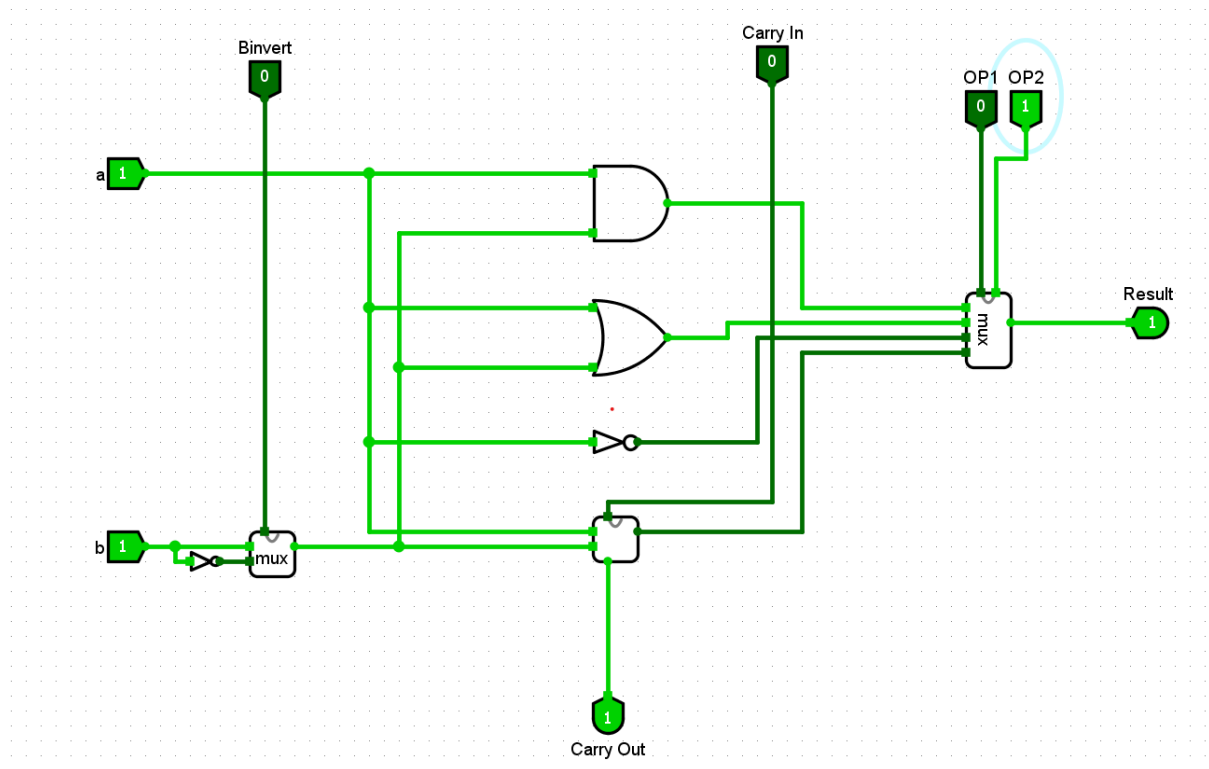 Carry In
0
Binvert
0
OP1 OP2
0 1
a 1
Result
1
mux
b 1
mux
1
Carry Out